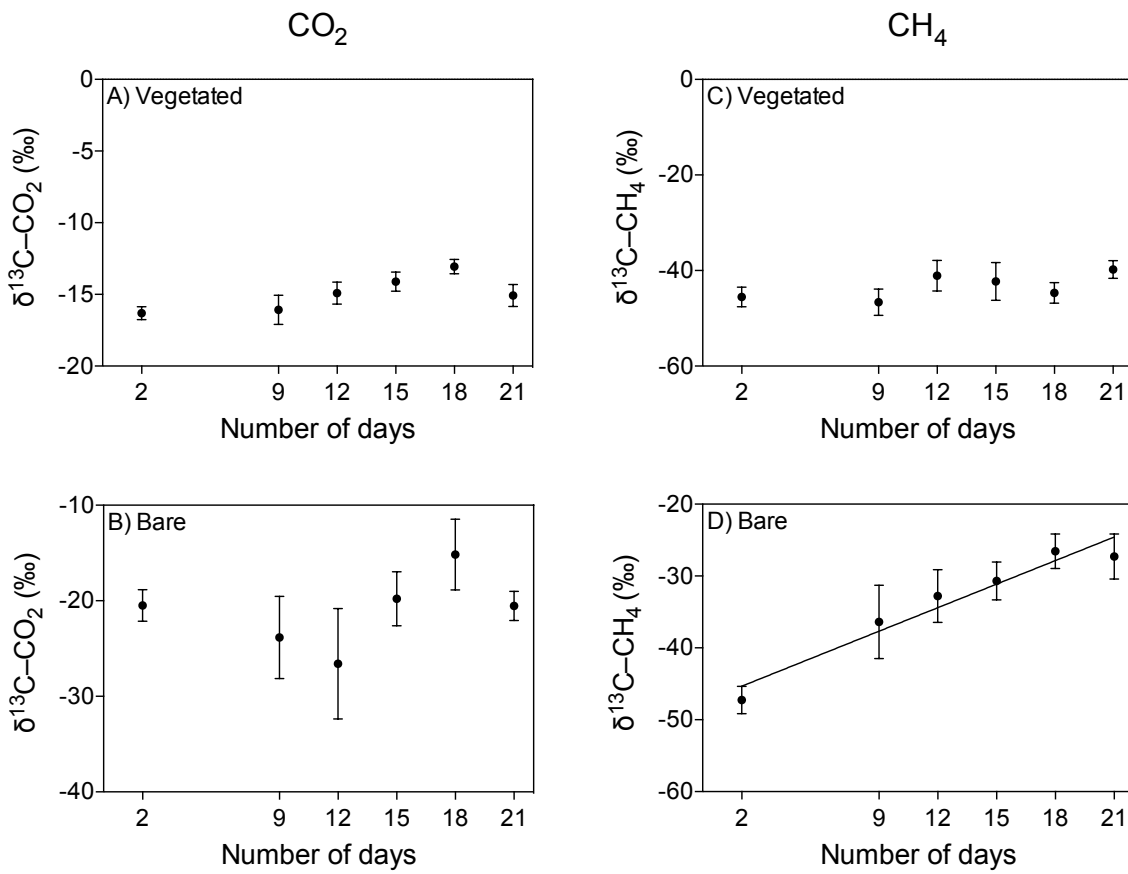 CO₂
CH₄
A) Vegetated
δ¹³C–CO₂ (‰)
0
-5
-10
-15
-20
2 9 12 15 18 21
Number of days
C) Vegetated
δ¹³C–CH₄ (‰)
0
-20
-40
-60
2 9 12 15 18 21
Number of days
B) Bare
δ¹³C–CO₂ (‰)
-10
-20
-30
-40
2 9 12 15 18 21
Number of days
D) Bare
δ¹³C–CH₄ (‰)
-20
-30
-40
-50
-60
2 9 12 15 18 21
Number of days